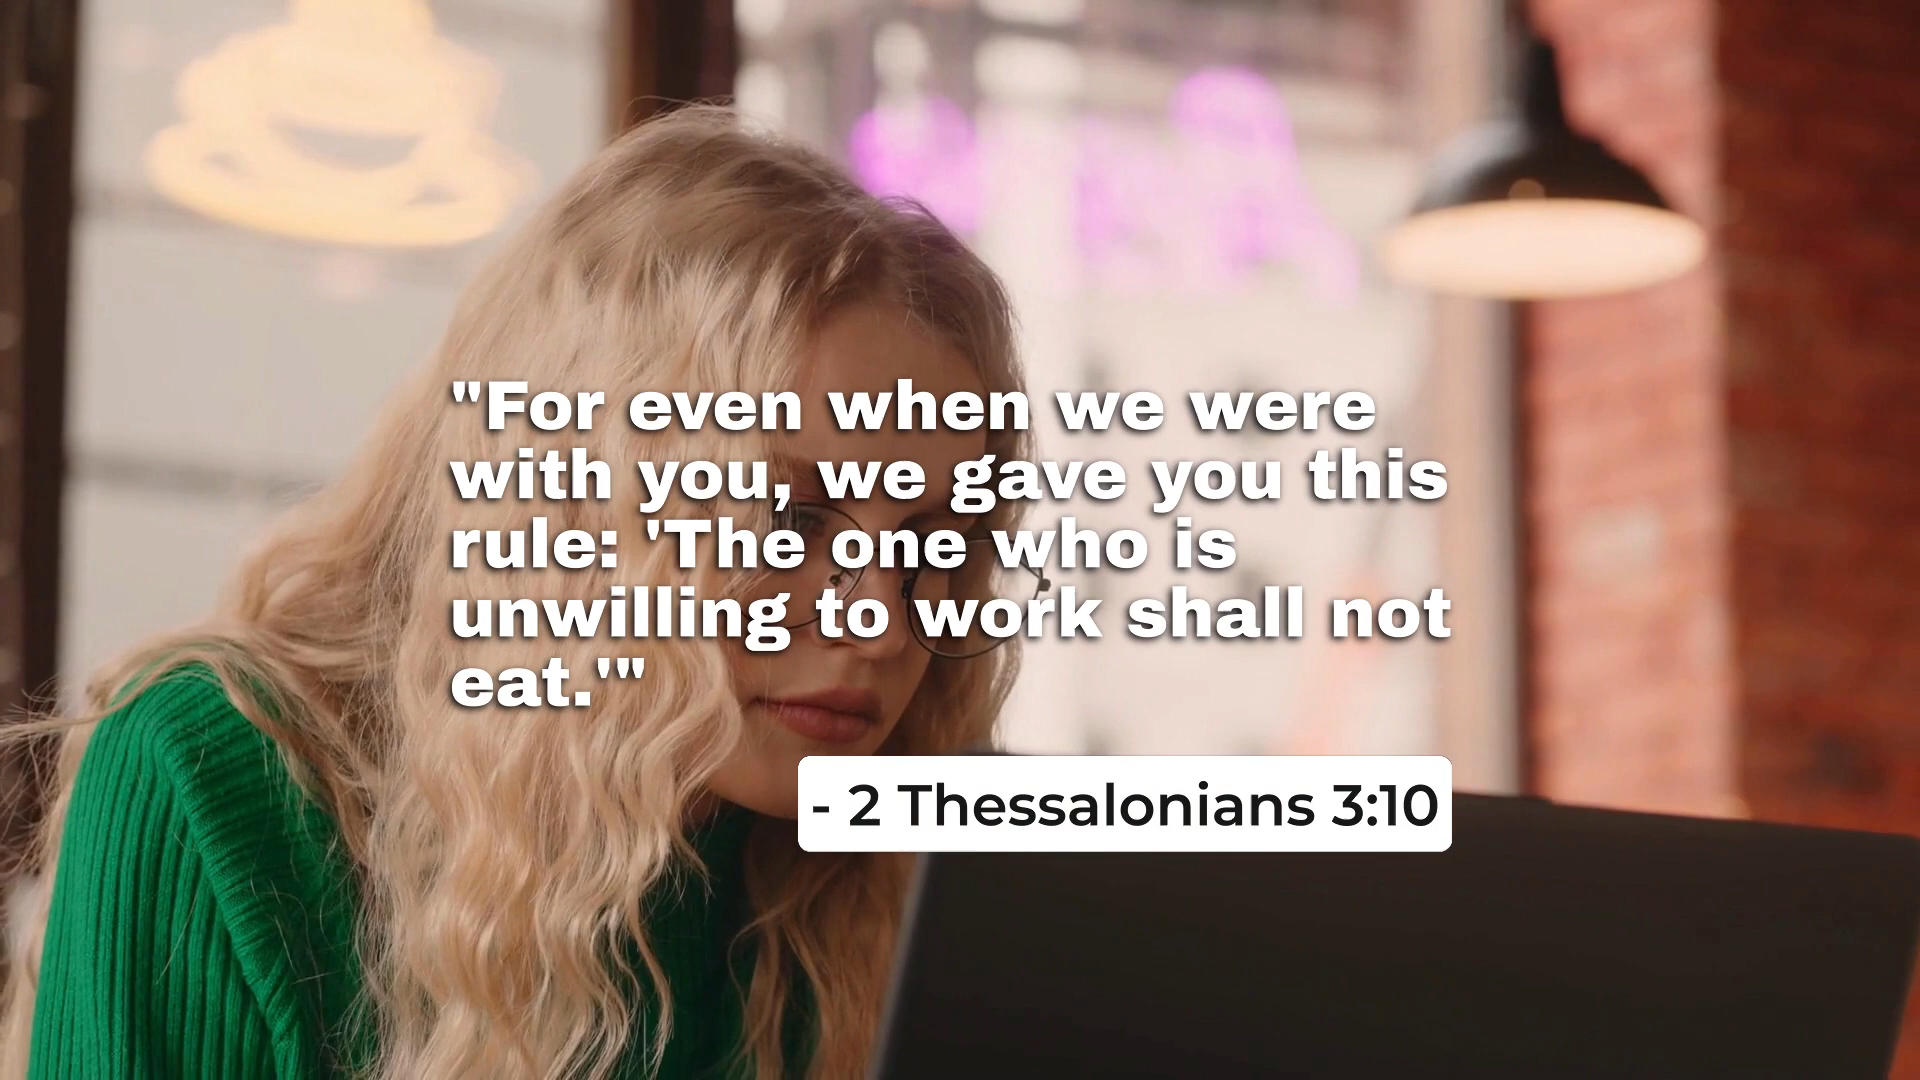 "For even when we were
with you, we gave you this
rule: 'The one who is
unwilling to work shall not
eat.'"
- 2 Thessalonians 3:10